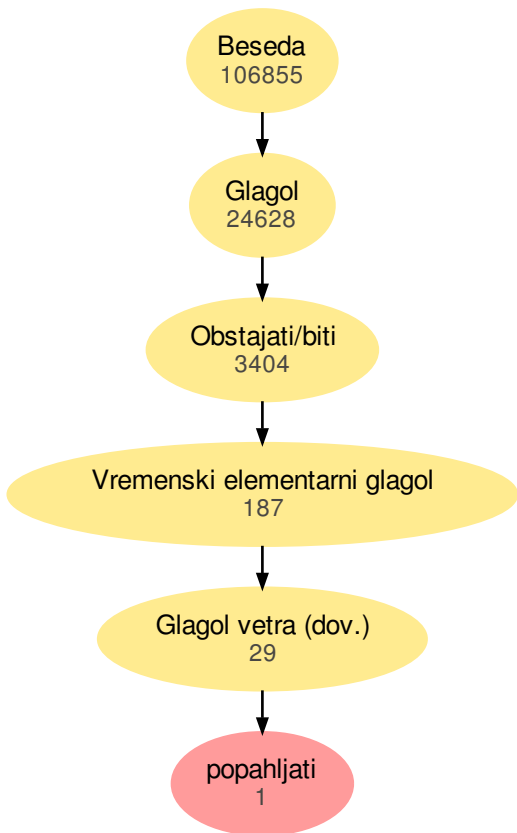 Beseda
106855
Glagol
24628
Obstajati/biti
3404
Vremenski elementarni glagol
187
Glagol vetra (dov.)
29
popahljati
1